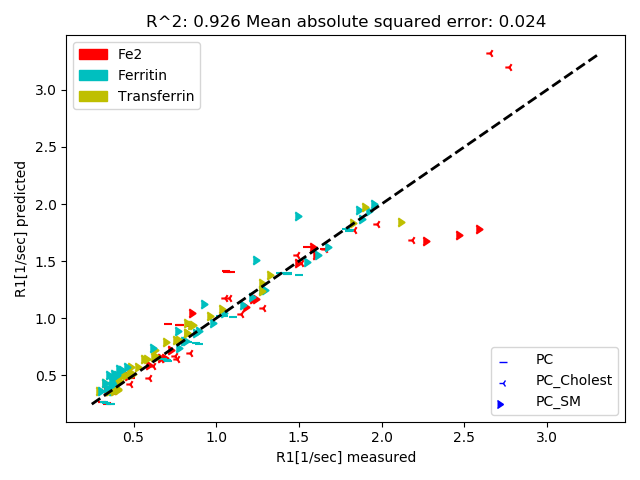 R^2: 0.926 Mean absolute squared error: 0.024
Fe2
Ferritin
Transferrin
R1[1/sec] predicted
3.0
2.5
2.0
1.5
1.0
0.5
PC
PC_Cholest
PC_SM
0.5 1.0 1.5 2.0 2.5 3.0
R1[1/sec] measured